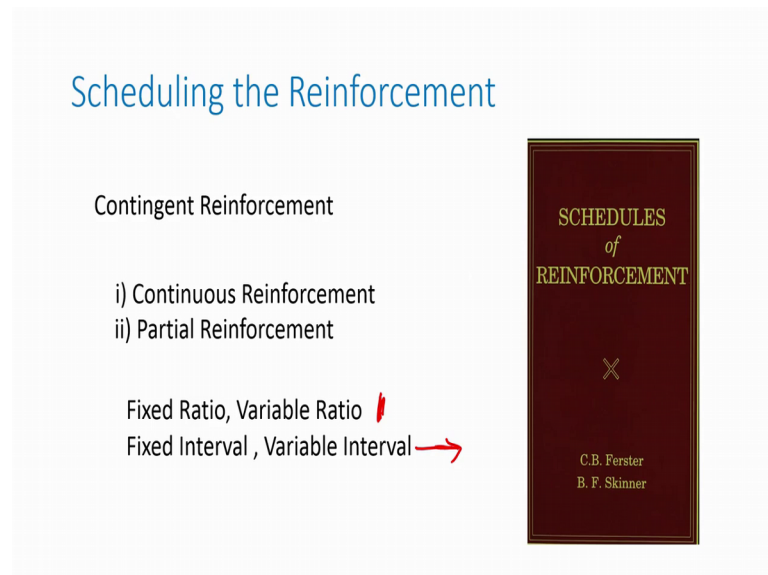 Scheduling the Reinforcement
Contingent Reinforcement
i) Continuous Reinforcement
ii) Partial Reinforcement
Fixed Ratio, Variable Ratio
Fixed Interval , Variable Interval
SCHEDULES
of
REINFORCEMENT
C.B. Ferster
B. F. Skinner